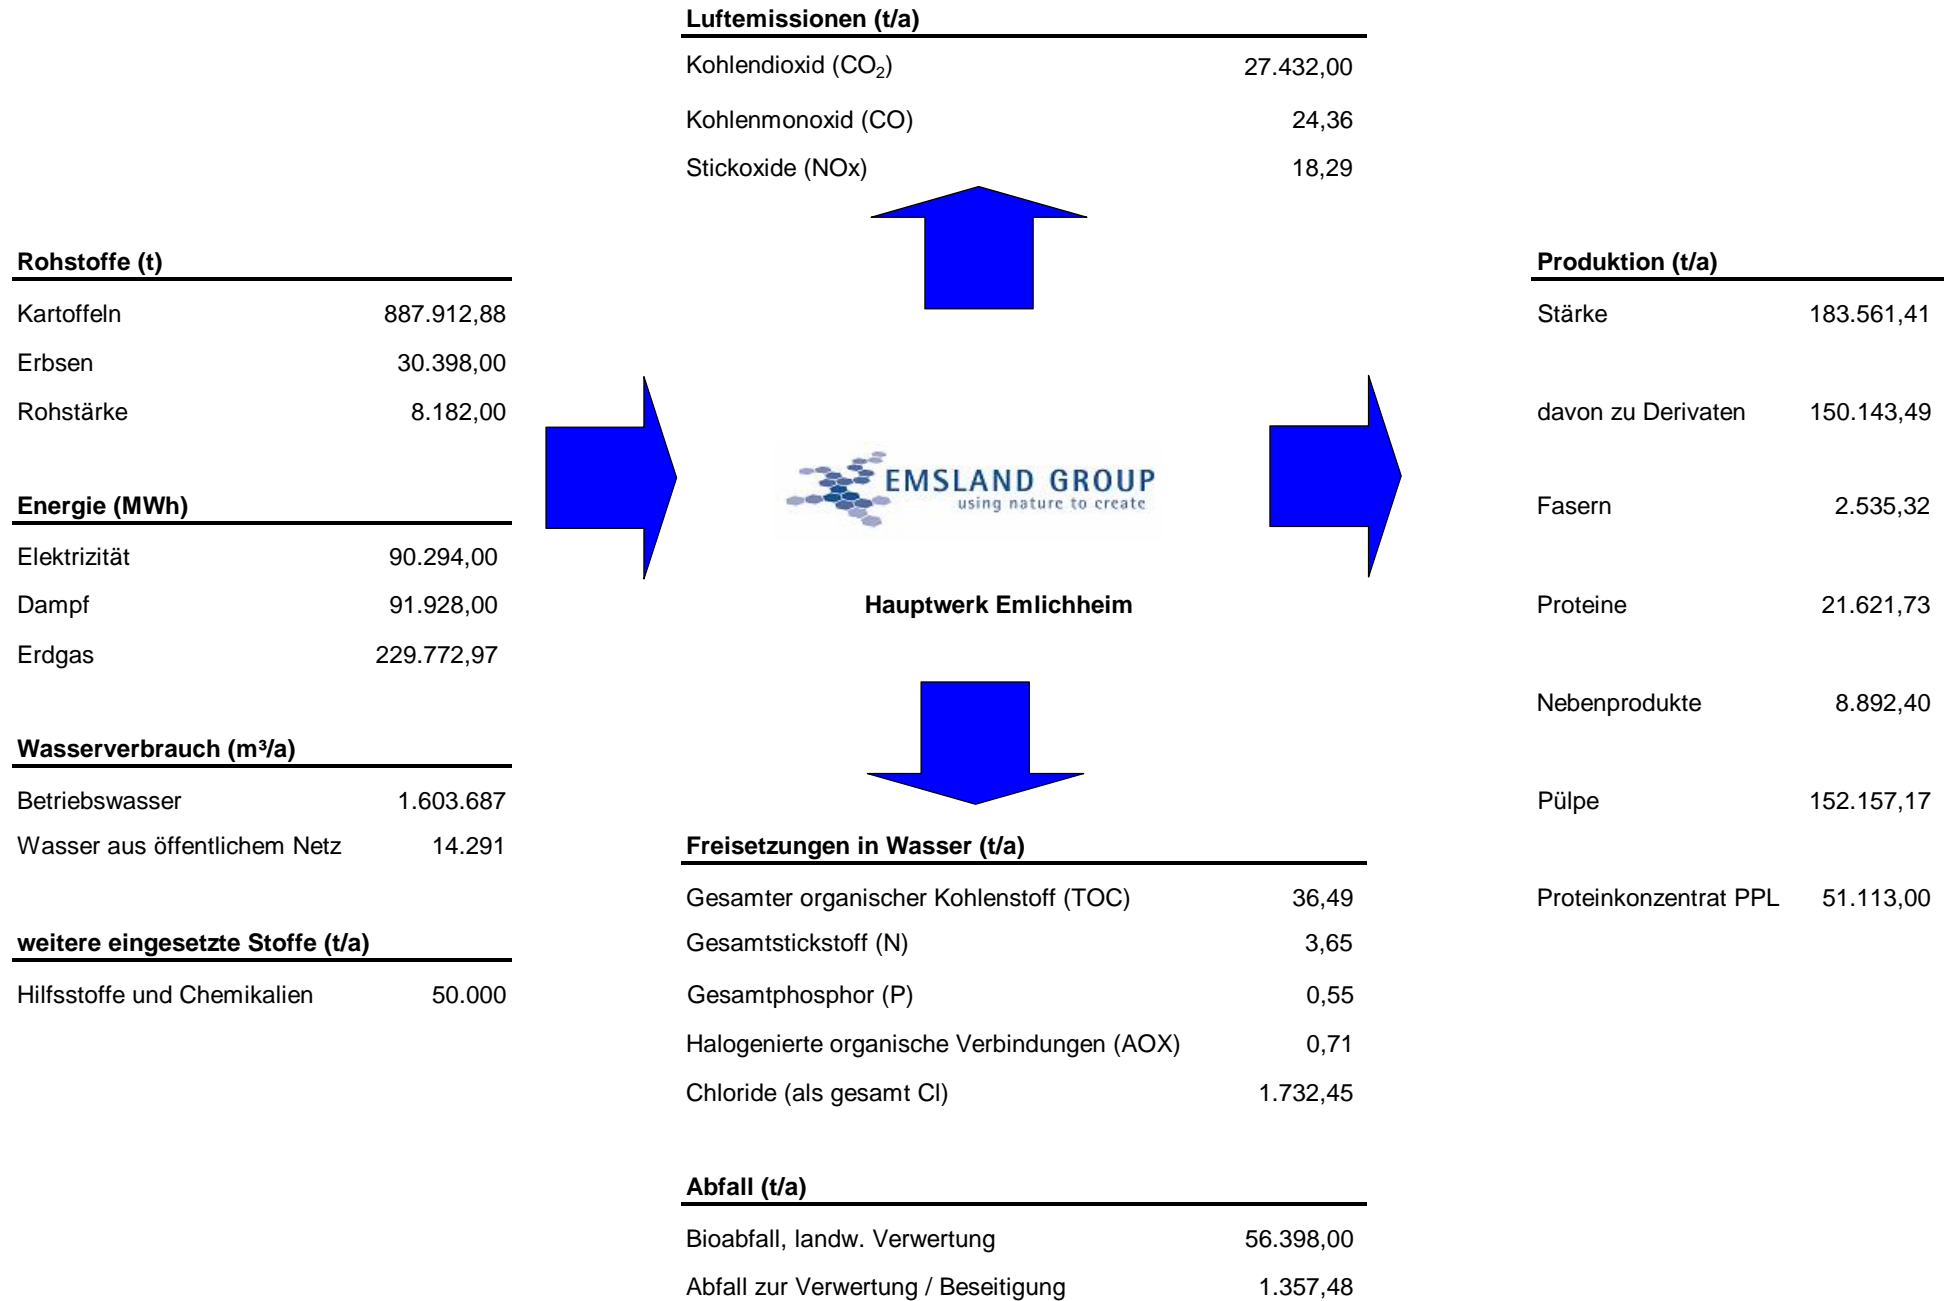 Luftemissionen (t/a)
Kohlendioxid (CO₂) 27.432,00
Kohlenmonoxid (CO) 24,36
Stickoxide (NOx) 18,29
Rohstoffe (t)
Kartoffeln 887.912,88
Erbsen 30.398,00
Rohstärke 8.182,00
Energie (MWh)
Elektrizität 90.294,00
Dampf 91.928,00
Erdgas 229.772,97
Wasserverbrauch (m³/a)
Betriebswasser 1.603.687
Wasser aus öffentlichem Netz 14.291
weitere eingesetzte Stoffe (t/a)
Hilfsstoffe und Chemikalien 50.000
EMSLAND GROUP
using nature to create
Hauptwerk Emlichheim
Freisetzungen in Wasser (t/a)
Gesamter organischer Kohlenstoff (TOC) 36,49
Gesamtstickstoff (N) 3,65
Gesamtphosphor (P) 0,55
Halogenierte organische Verbindungen (AOX) 0,71
Chloride (als gesamt Cl) 1.732,45
Abfall (t/a)
Bioabfall, landw. Verwertung 56.398,00
Abfall zur Verwertung / Beseitigung 1.357,48
Produktion (t/a)
Stärke 183.561,41
davon zu Derivaten 150.143,49
Fasern 2.535,32
Proteine 21.621,73
Nebenprodukte 8.892,40
Pülpe 152.157,17
Proteinkonzentrat PPL 51.113,00